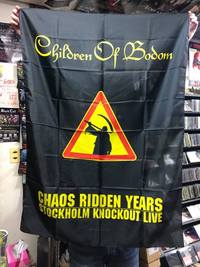 Children Of Bodom
CHAOS RIDDEN YEARS
STOCKHOLM KNOCKOUT LIVE